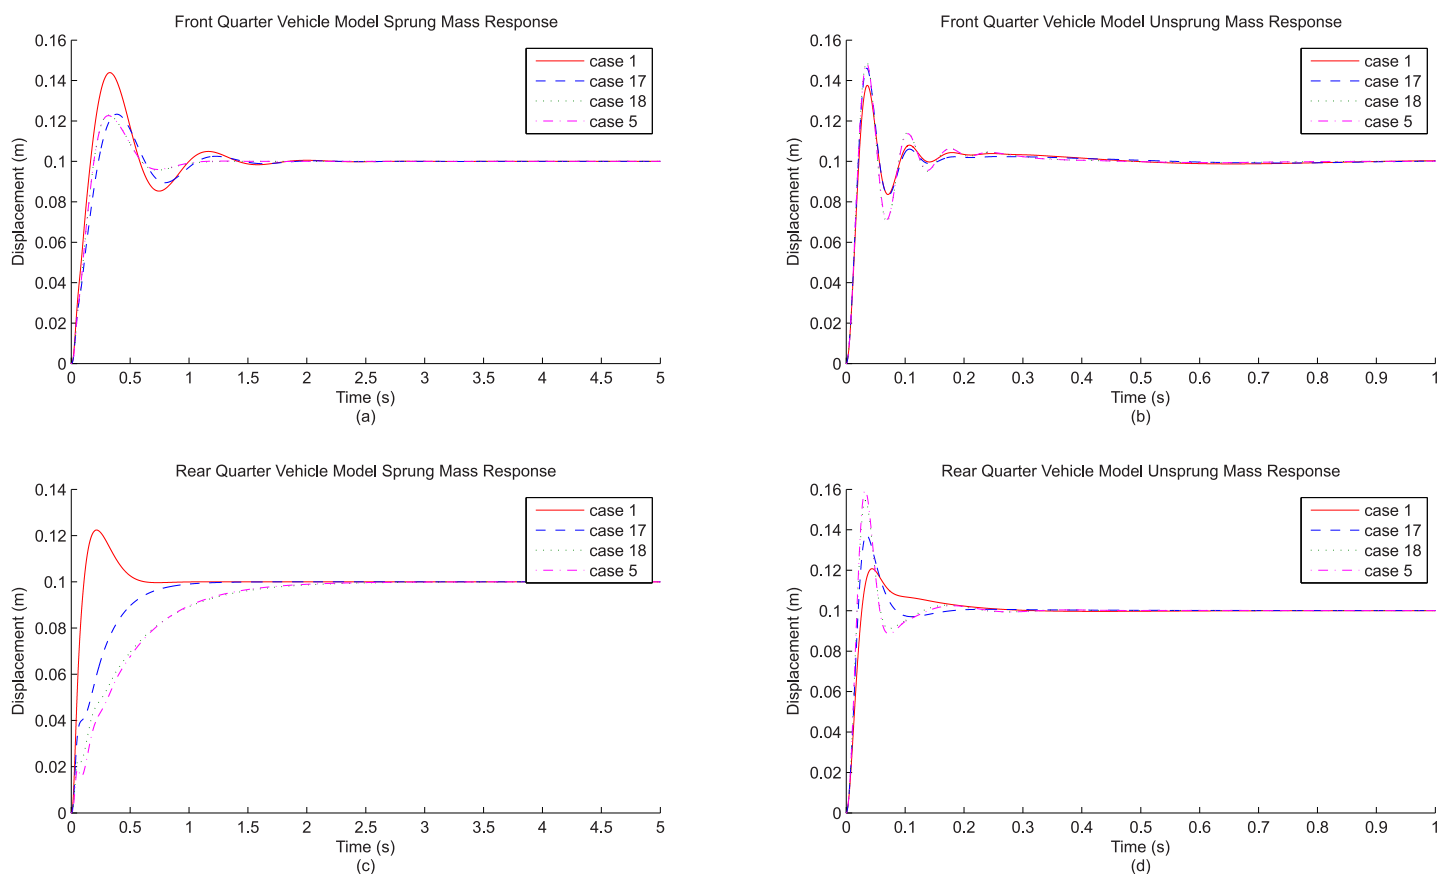 Front Quarter Vehicle Model Sprung Mass Response
0.16
0.14
0.12
0.1
0.08
0.06
0.04
0.02
0
Displacement (m)
case 1
case 17
case 18
case 5
0 0.5 1 1.5 2 2.5 3 3.5 4 4.5 5
Time (s)
(a)
Front Quarter Vehicle Model Unsprung Mass Response
0.16
0.14
0.12
0.1
0.08
0.06
0.04
0.02
0
Displacement (m)
case 1
case 17
case 18
case 5
0 0.1 0.2 0.3 0.4 0.5 0.6 0.7 0.8 0.9 1
Time (s)
(b)
Rear Quarter Vehicle Model Sprung Mass Response
0.14
0.12
0.1
0.08
0.06
0.04
0.02
0
Displacement (m)
case 1
case 17
case 18
case 5
0 0.5 1 1.5 2 2.5 3 3.5 4 4.5 5
Time (s)
(c)
Rear Quarter Vehicle Model Unsprung Mass Response
0.16
0.14
0.12
0.1
0.08
0.06
0.04
0.02
0
Displacement (m)
case 1
case 17
case 18
case 5
0 0.1 0.2 0.3 0.4 0.5 0.6 0.7 0.8 0.9 1
Time (s)
(d)